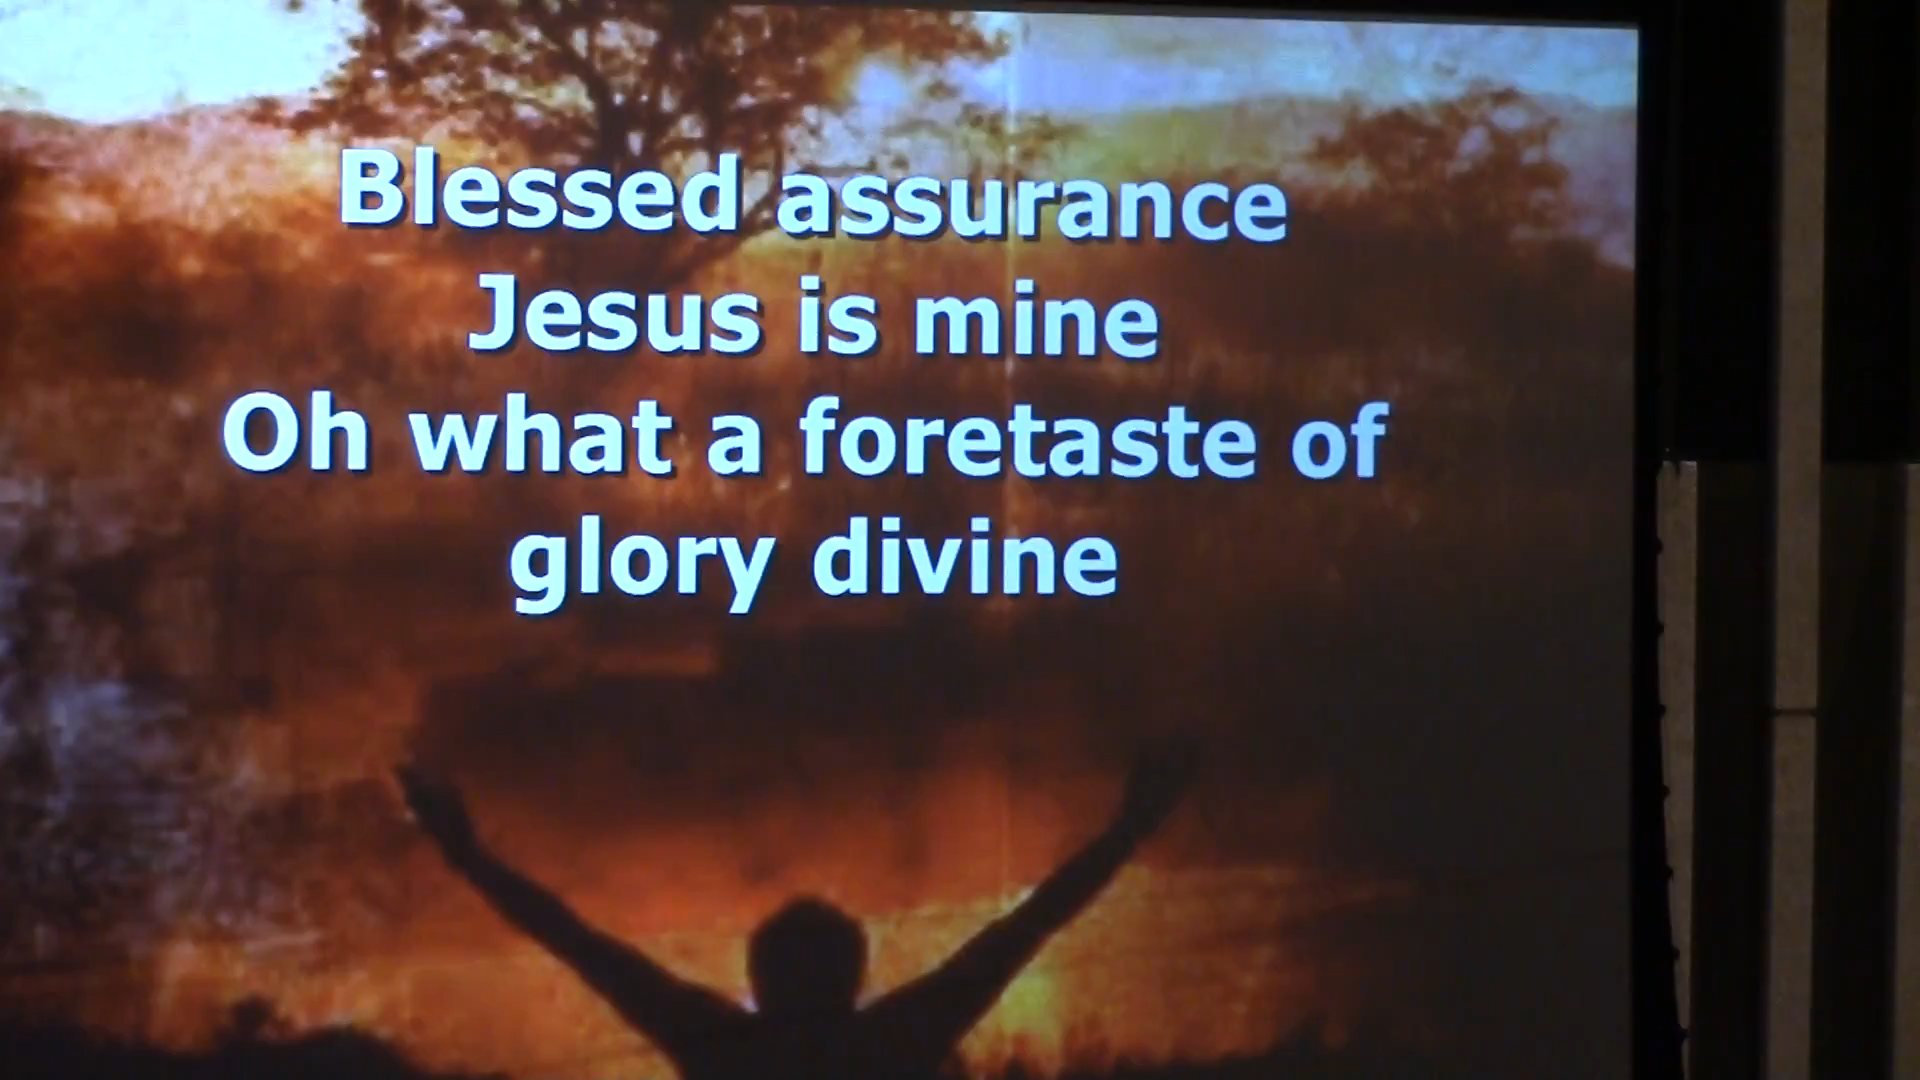 Blessed assurance
Jesus is mine
Oh what a foretaste of
glory divine